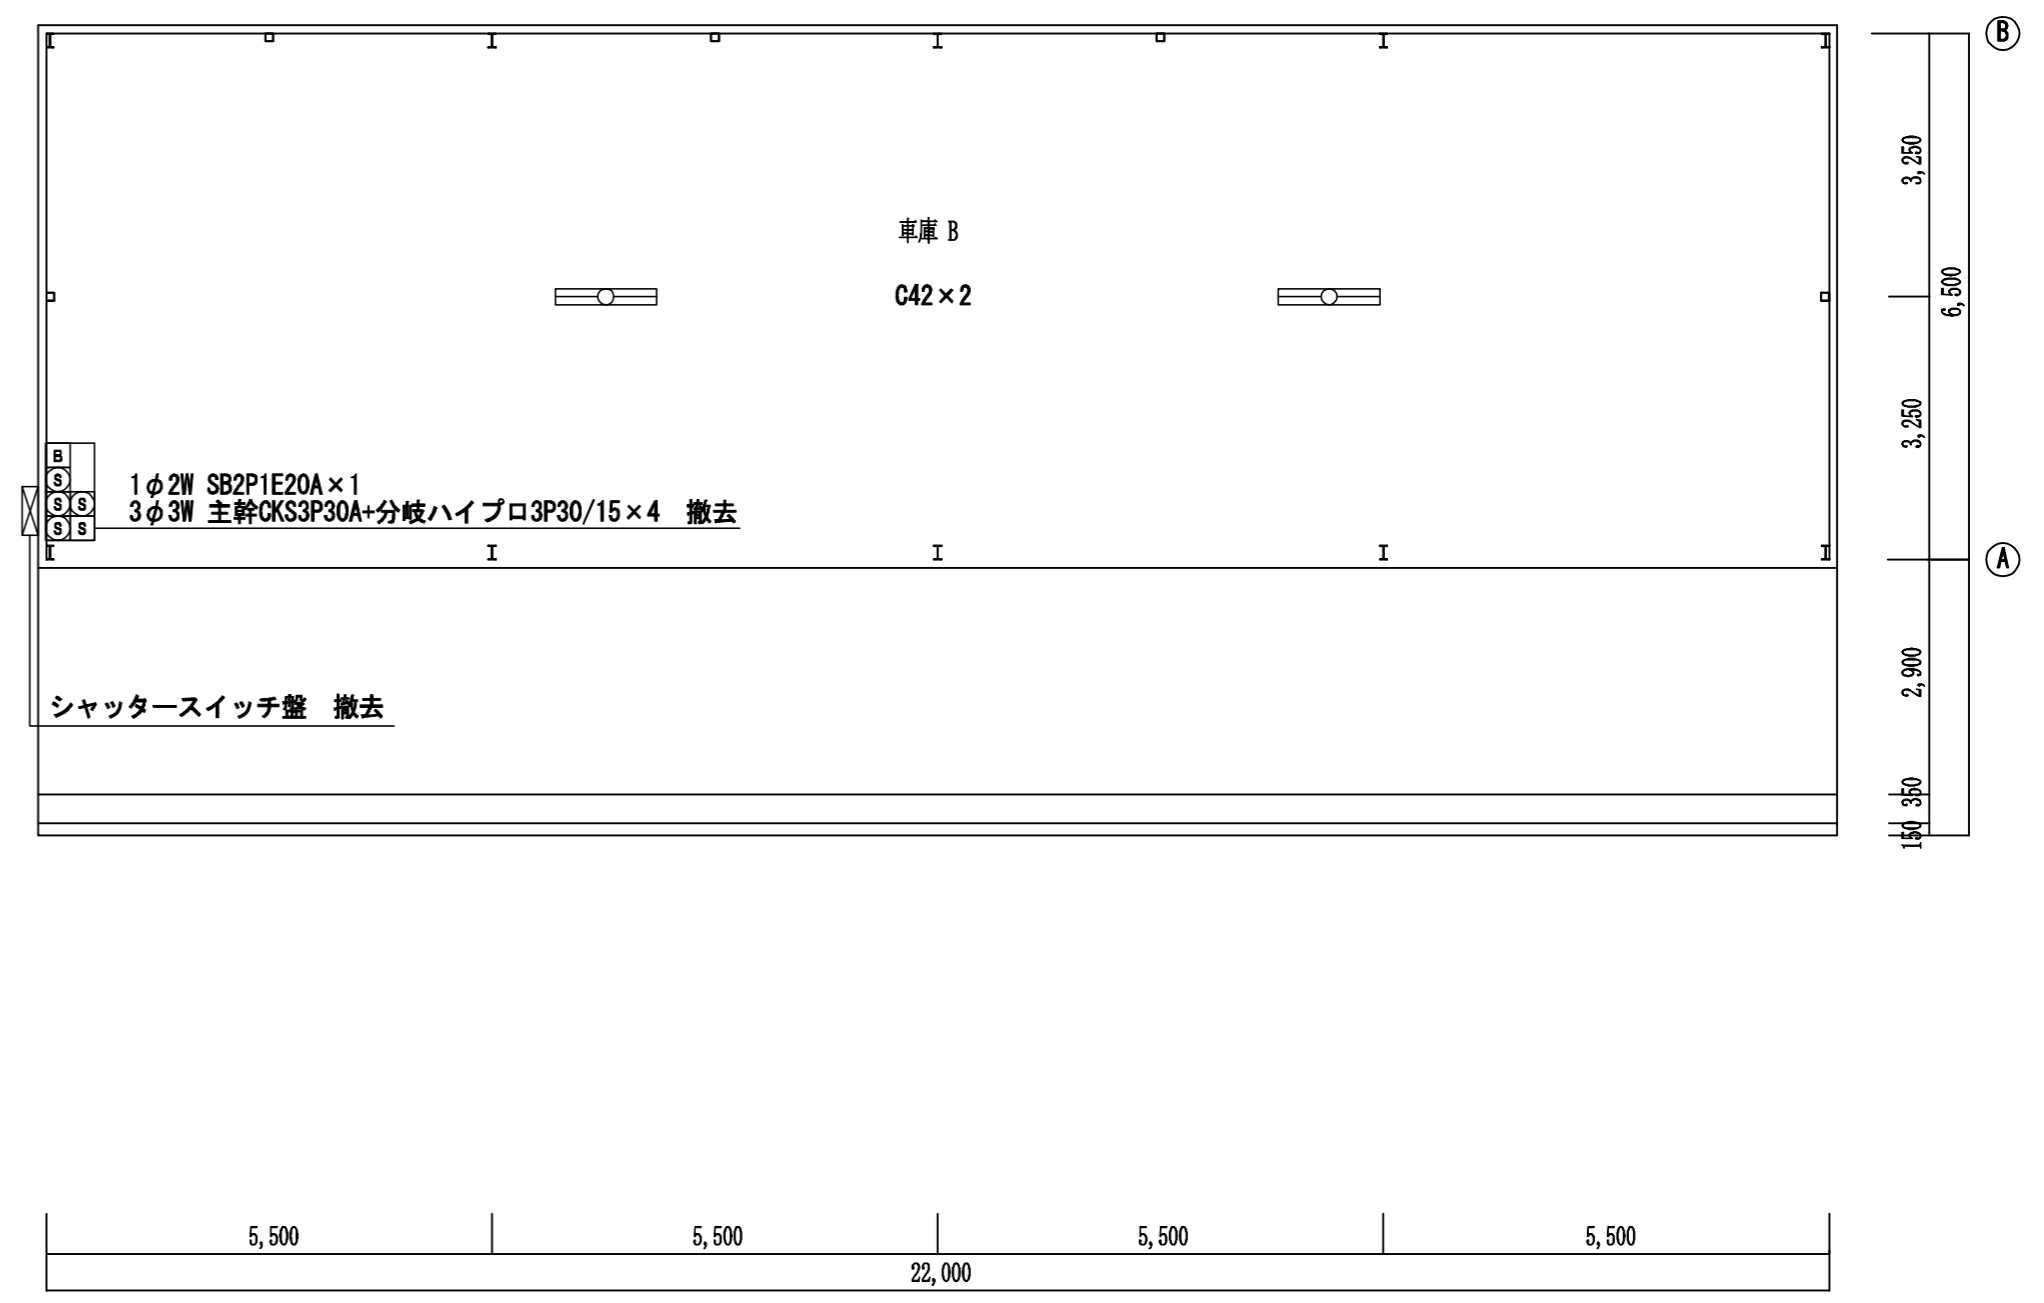 B
3,250
車庫 B
6,500
C42×2
3,250
B
S
1φ2W SB2P1E20A×1
S S
3φ3W 主幹CKS3P30A+分岐ハイプロ3P30/15×4 撤去
S S
A
2,900
シャッタースイッチ盤 撤去
350
150
5,500 5,500 5,500 5,500
22,000